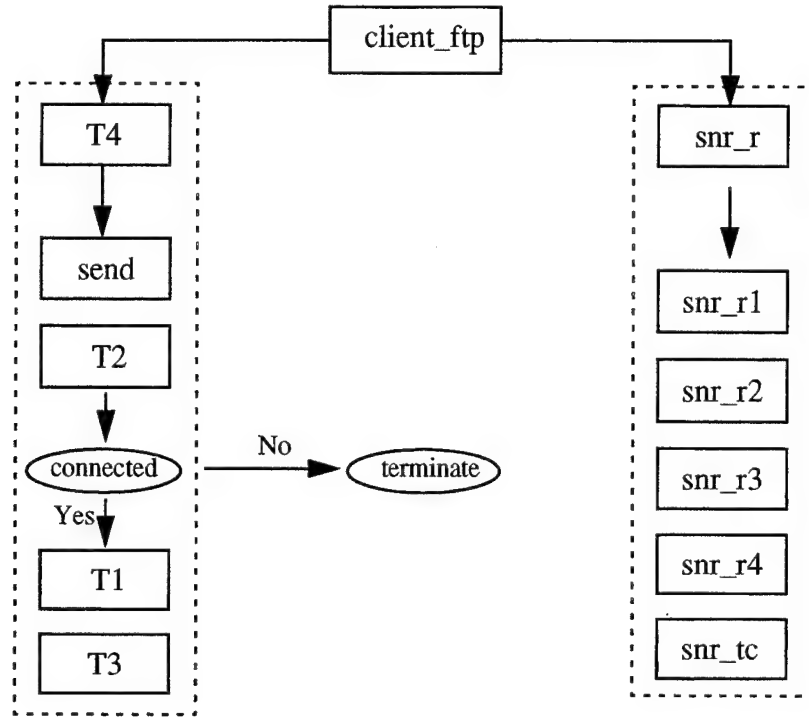 client_ftp
T4
send
T2
connected
No
terminate
Yes
T1
T3
snr_r
snr_r1
snr_r2
snr_r3
snr_r4
snr_tc